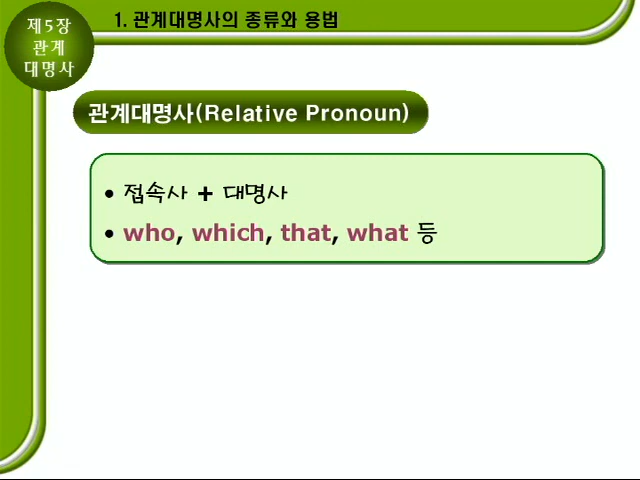 제5장
관계
대명사
1. 관계대명사의 종류와 용법
관계대명사(Relative Pronoun)
• 접속사 + 대명사
• who, which, that, what 등